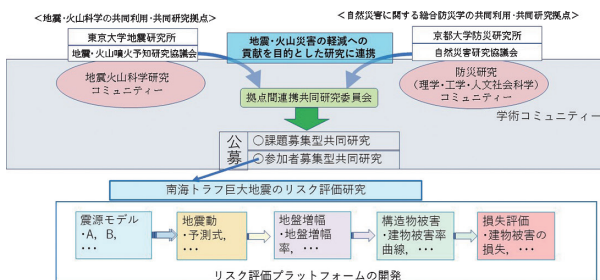 <地震・火山科学の共同利用・共同研究拠点>
<自然災害に関する総合防災学の共同利用・共同研究拠点>
東京大学地震研究所
地震・火山噴火予知研究協議会
地震・火山災害の軽減への
貢献を目的とした研究に連携
京都大学防災研究所
自然災害研究協議会
地震火山科学研究
コミュニティー
拠点間連携共同研究委員会
防災研究
(理学・工学・人文社会科学)
コミュニティー
学術コミュニティー
公募
○課題募集型共同研究
○参加者募集型共同研究
南海トラフ巨大地震のリスク評価研究
震源モデル
・A, B,
・・・
地震動
・予測式,
・・・
地盤増幅
・地盤増幅
率, ・・・
構造物被害
・建物被害率
曲線, ・・・
損失評価
・建物被害の
損失, ・・・
リスク評価プラットフォームの開発